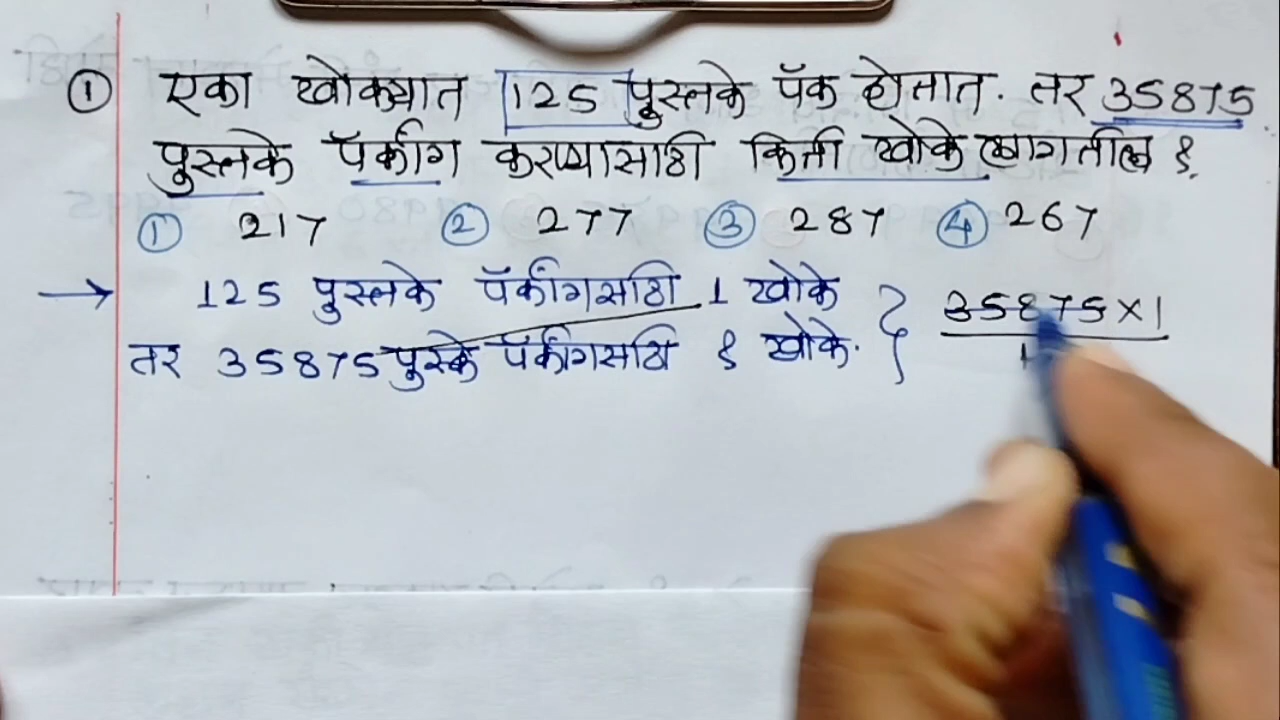 ① एका खोक्यात 125 पुस्तके पॅक होतात. तर 35875
पुस्तके पॅकींग करण्यासाठी किती खोके लागतील ?
① 217 ② 277 ③ 287 ④ 267
→ 125 पुस्तके पॅकींगसाठी 1 खोके
तर 35875 पुस्के पॅकींगसाठि ? खोके.
35875 × 1
1